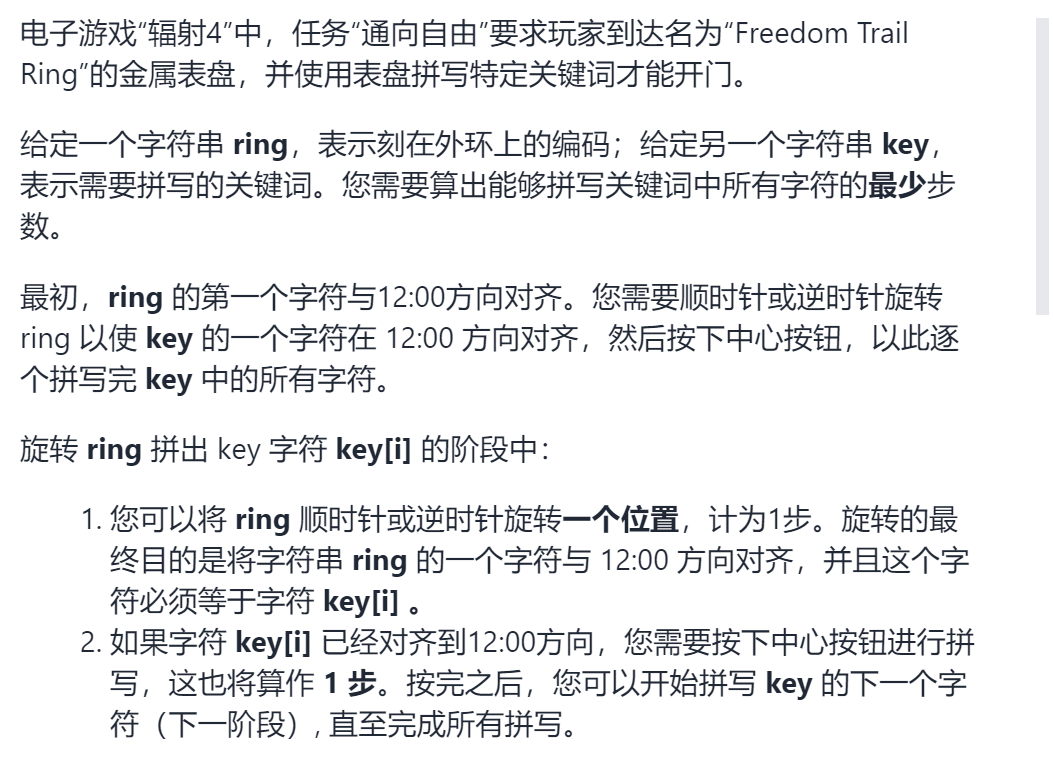 电子游戏“辐射4”中，任务“通向自由”要求玩家到达名为“Freedom Trail
Ring”的金属表盘，并使用表盘拼写特定关键词才能开门。
给定一个字符串 ring，表示刻在外环上的编码；给定另一个字符串 key，
表示需要拼写的关键词。您需要算出能够拼写关键词中所有字符的最少步
数。
最初，ring 的第一个字符与12:00方向对齐。您需要顺时针或逆时针旋转
ring 以使 key 的一个字符在 12:00 方向对齐，然后按下中心按钮，以此逐
个拼写完 key 中的所有字符。
旋转 ring 拼出 key 字符 key[i] 的阶段中：
1. 您可以将 ring 顺时针或逆时针旋转一个位置，计为1步。旋转的最
终目的是将字符串 ring 的一个字符与 12:00 方向对齐，并且这个字
符必须等于字符 key[i] 。
2. 如果字符 key[i] 已经对齐到12:00方向，您需要按下中心按钮进行拼
写，这也将算作 1 步。按完之后，您可以开始拼写 key 的下一个字
符（下一阶段）, 直至完成所有拼写。